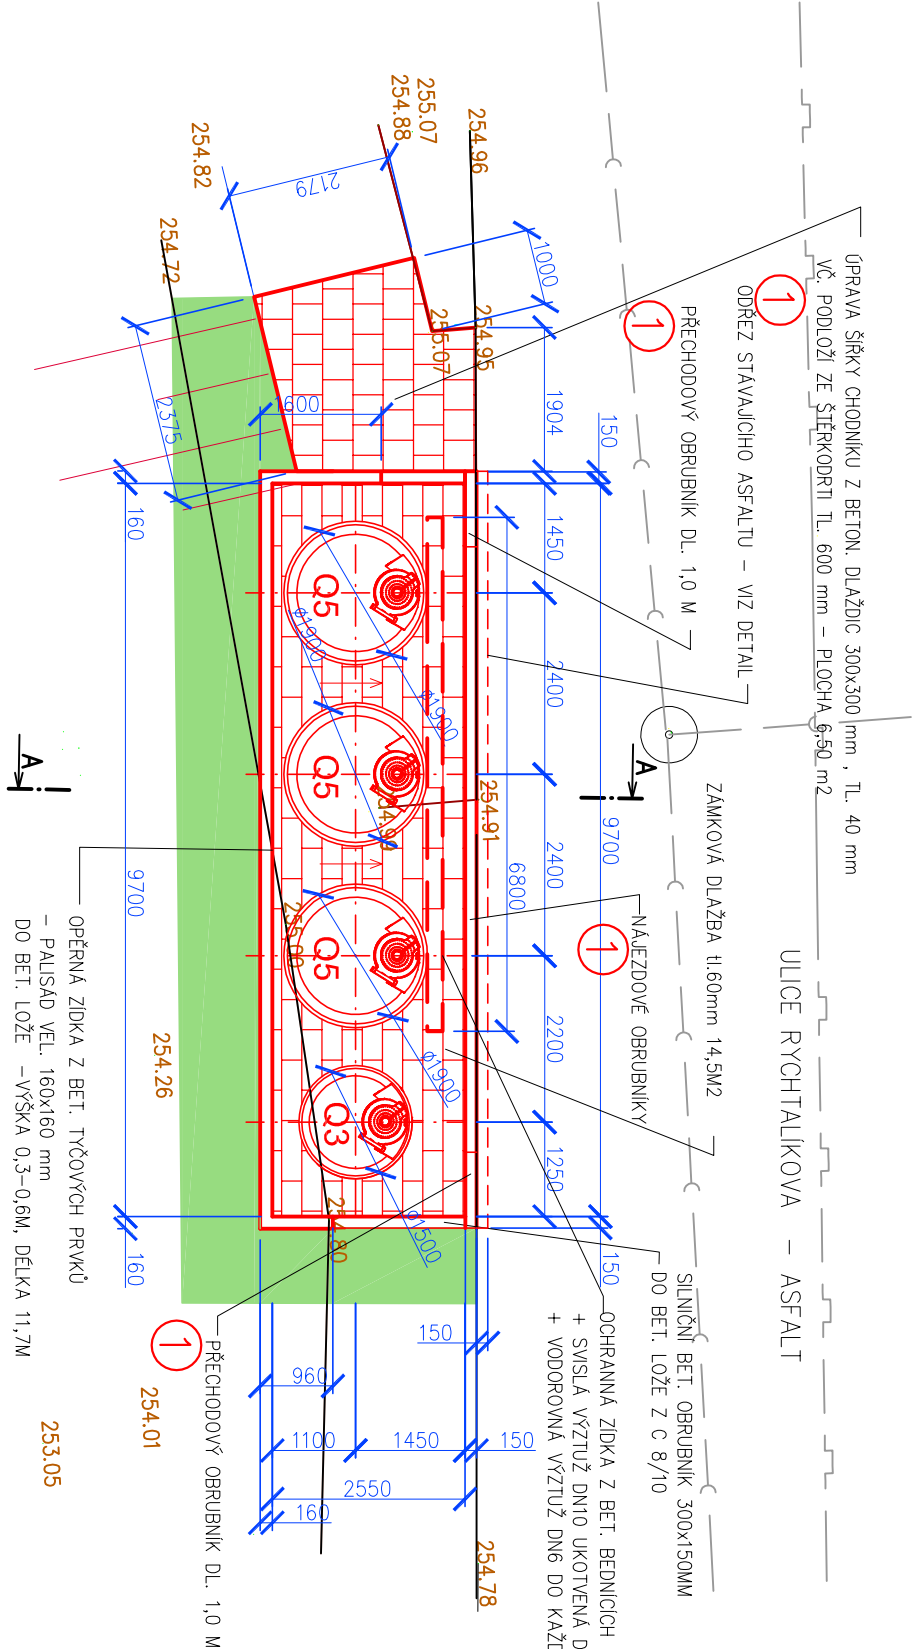 ÚPRAVA ŠÍŘKY CHODNÍKU Z BETON. DLAŽDIC 300x300 mm , TL. 40 mm
VČ. PODLOŽÍ ZE ŠTĚRKODRTI TL. 600 mm – PLOCHA 6,50 m2
1
ODŘEZ STÁVAJÍCÍHO ASFALTU – VIZ DETAIL
1
PŘECHODOVÝ OBRUBNÍK DL. 1,0 M
ULICE RYCHTALÍKOVA – ASFALT
ZÁMKOVÁ DLAŽBA tl.60mm 14,5M2
NÁJEZDOVÉ OBRUBNÍKY
1
SILNIČNÍ BET. OBRUBNÍK 300x150MM
DO BET. LOŽE Z C 8/10
OCHRANNÁ ZÍDKA Z BET. BEDNÍCÍCH
+ SVISLÁ VÝZTUŽ DN10 UKOTVENÁ D
+ VODOROVNÁ VÝZTUŽ DN6 DO KAŽD
PŘECHODOVÝ OBRUBNÍK DL. 1,0 M
1
OPĚRNÁ ZÍDKA Z BET. TYČOVÝCH PRVKŮ
– PALISÁD VEL. 160x160 mm
DO BET. LOŽE –VÝŠKA 0,3–0,6M, DÉLKA 11,7M
A
A
254.96
255.07
254.88
254.82
254.72
254.95
255.07
254.91
255.00
254.80
254.26
254.01
253.05
254.78
2179
1000
1904
150
1600
2375
160
1450
2400
2400
2200
1250
150
9700
6800
9700
160
Q5
Q5
Q5
Q3
ø1900
ø1900
ø1900
ø1500
150
960
1100
1450
150
2550
160